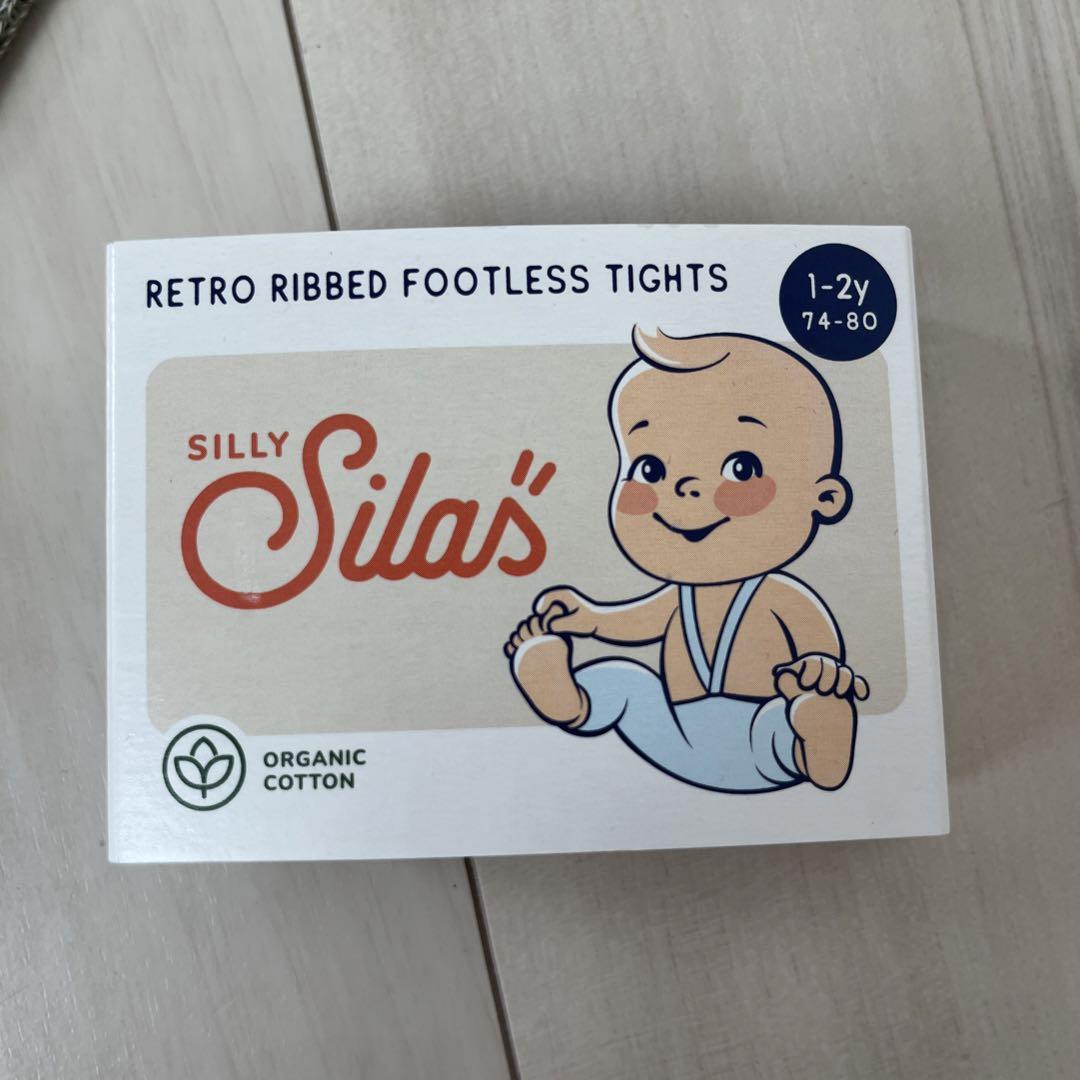 RETRO RIBBED FOOTLESS TIGHTS
1-2y
74-80
SILLY
Silas
ORGANIC
COTTON